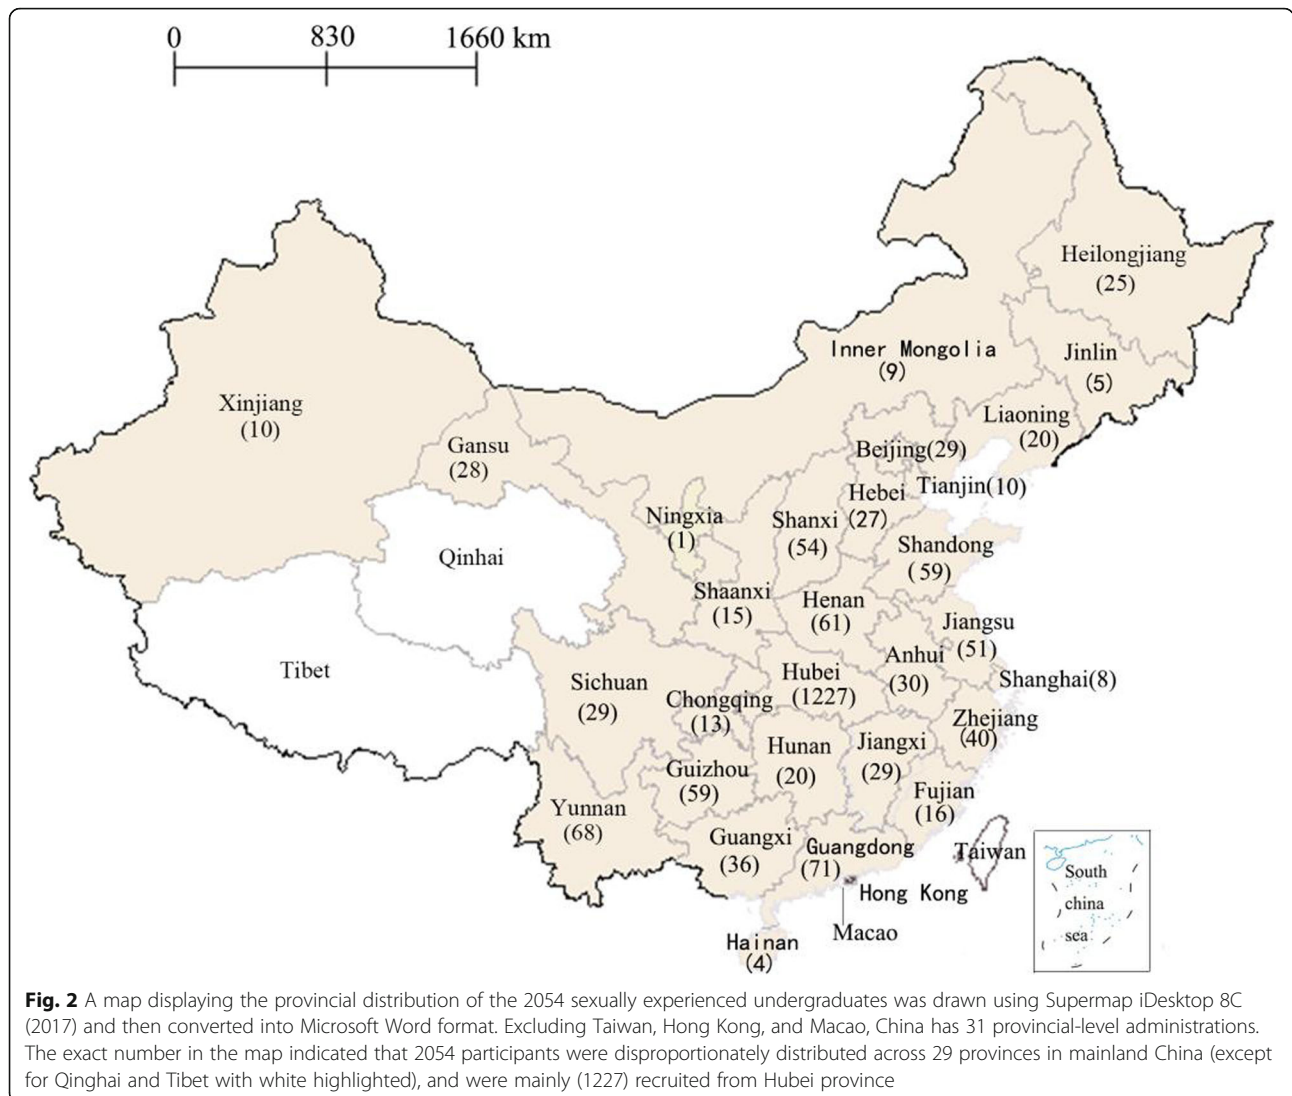 0 830 1660 km
Heilongjiang
(25)
Inner Mongolia
(9)
Jinlin
(5)
Xinjiang
(10)
Liaoning
(20)
Gansu
(28)
Beijing(29)
Tianjin(10)
Hebei
(27)
Ningxia
(1)
Shanxi
(54)
Qinhai
Shandong
(59)
Shaanxi
(15)
Henan
(61)
Jiangsu
(51)
Tibet
Anhui
(30)
Hubei
(1227)
Shanghai(8)
Sichuan
(29)
Chongqing
(13)
Zhejiang
(40)
Hunan
(20)
Jiangxi
(29)
Guizhou
(59)
Fujian
(16)
Yunnan
(68)
Guangxi
(36)
Guangdong
(71)
Taiwan
Hong Kong
Macao
Hainan
(4)
South
china
sea
Fig. 2 A map displaying the provincial distribution of the 2054 sexually experienced undergraduates was drawn using Supermap iDesktop 8C
(2017) and then converted into Microsoft Word format. Excluding Taiwan, Hong Kong, and Macao, China has 31 provincial-level administrations.
The exact number in the map indicated that 2054 participants were disproportionately distributed across 29 provinces in mainland China (except
for Qinghai and Tibet with white highlighted), and were mainly (1227) recruited from Hubei province